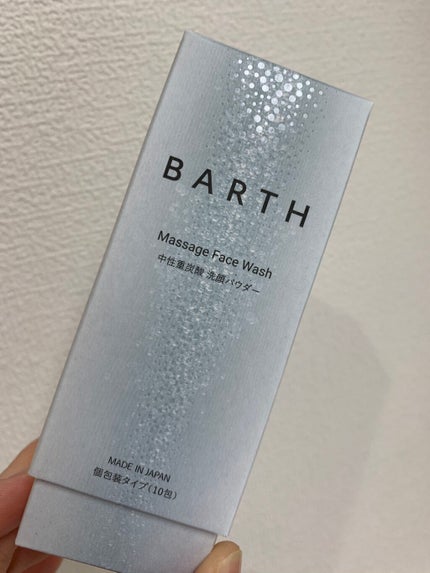 BARTH
Massage Face Wash
中性重炭酸 洗顔パウダー
MADE IN JAPAN
個包装タイプ(10包)